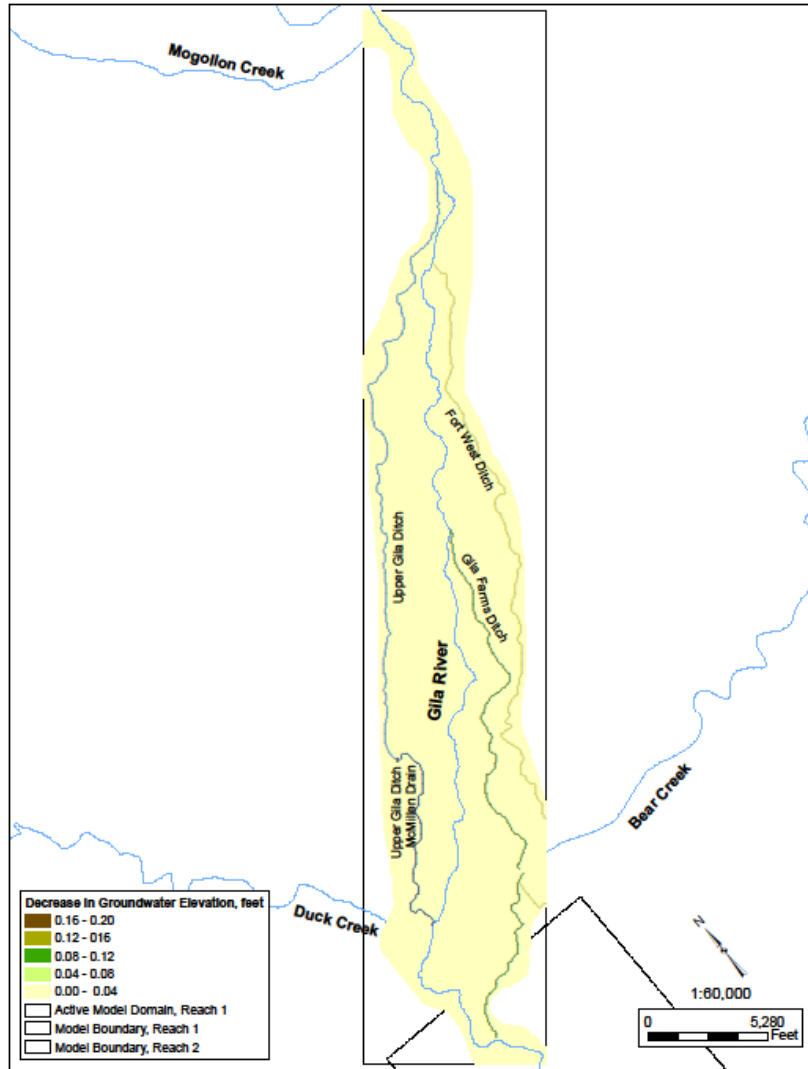 Mogollon Creek
Fort West Ditch
Upper Gila Ditch
Gila Farms Ditch
Gila River
Upper Gila Ditch
McMillen Drain
Bear Creek
Duck Creek
Decrease in Groundwater Elevation, feet
0.16 - 0.20
0.12 - 016
0.08 - 0.12
0.04 - 0.08
0.00 - 0.04
Active Model Domain, Reach 1
Model Boundary, Reach 1
Model Boundary, Reach 2
N
1:60,000
0 5,280
Feet